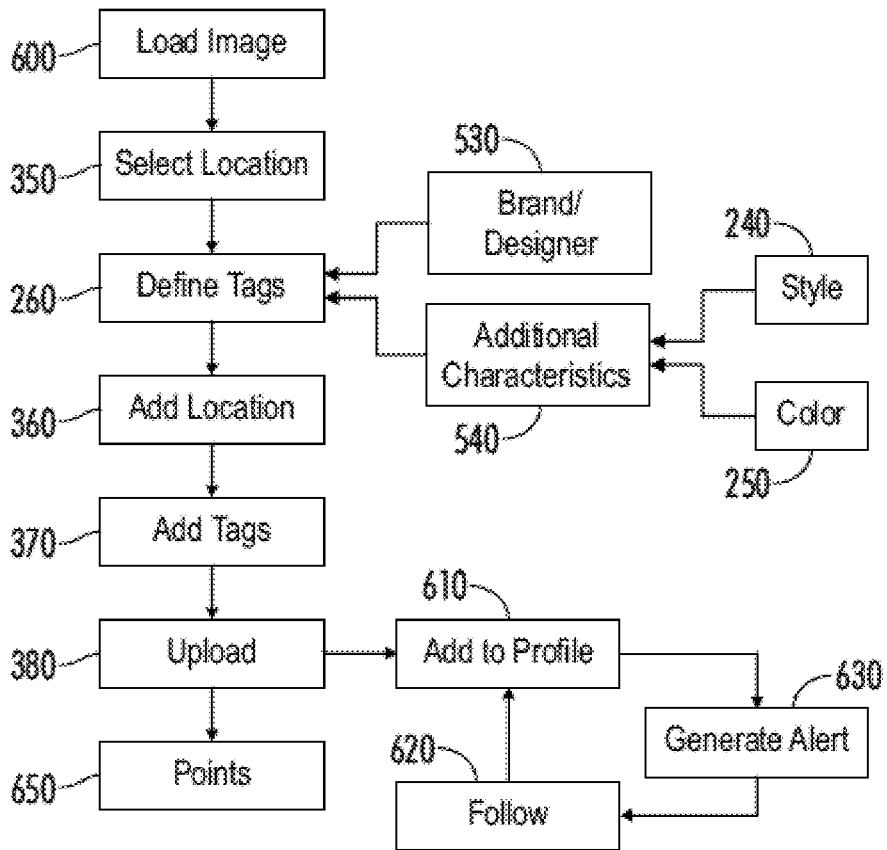 600
Load Image
350
Select Location
530
Brand/
Designer
240
Style
260
Define Tags
Additional
Characteristics
540
Color
250
360
Add Location
370
Add Tags
610
380
Upload
Add to Profile
630
Generate Alert
650
Points
620
Follow